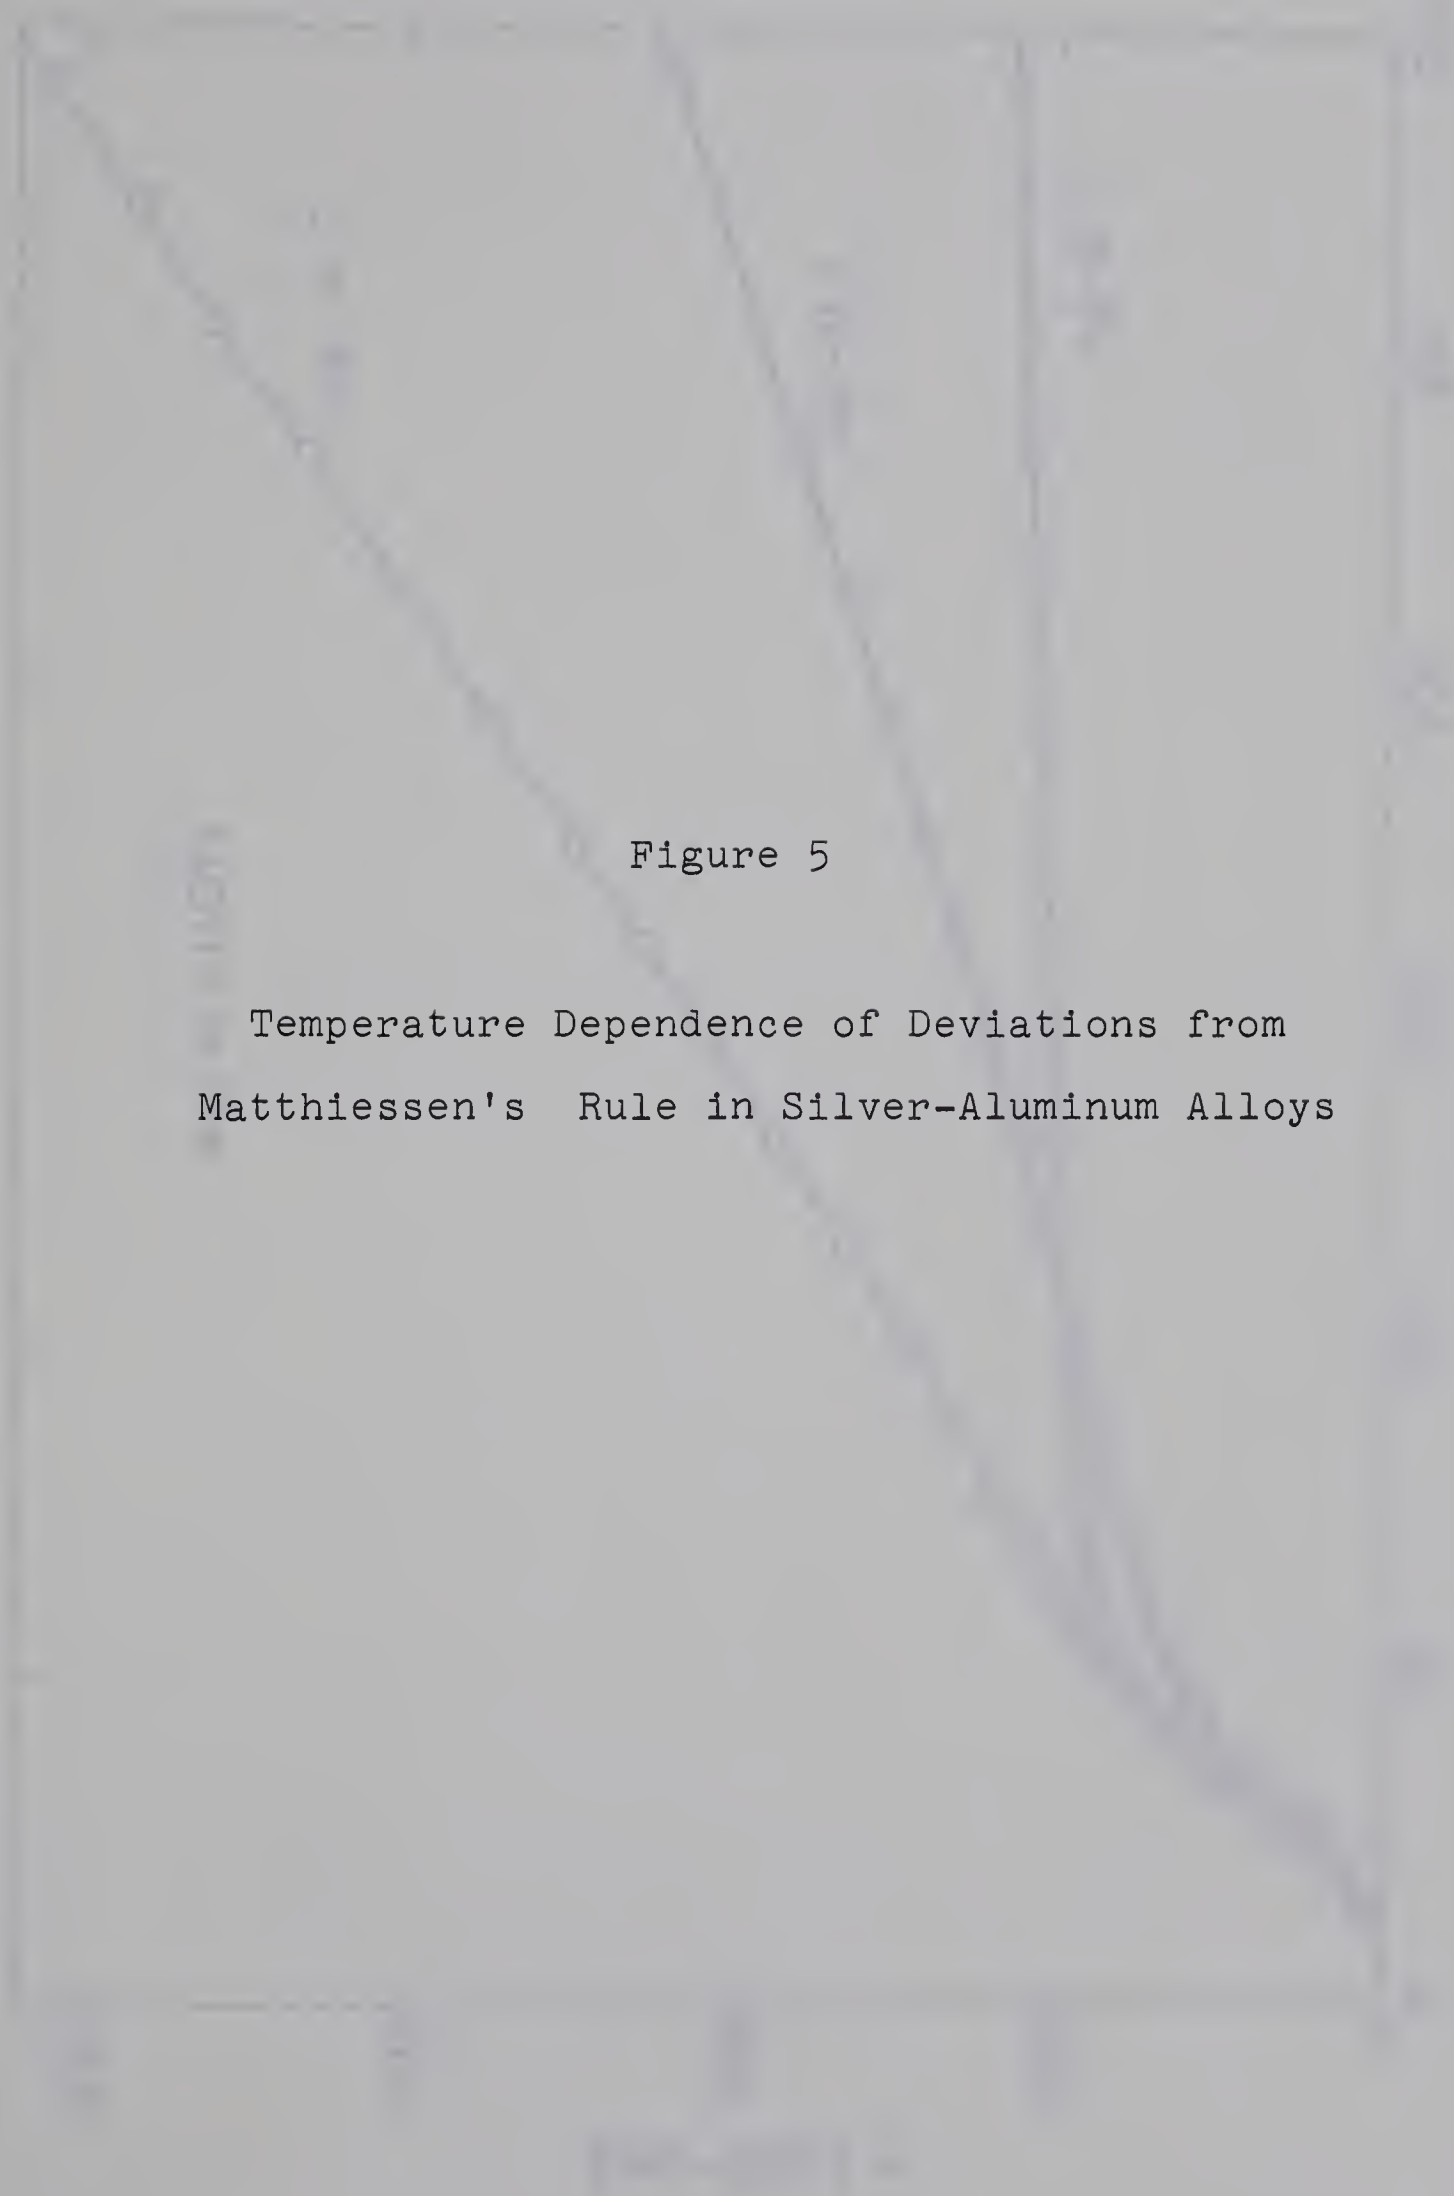 Figure 5
Temperature Dependence of Deviations from
Matthiessen's Rule in Silver-Aluminum Alloys